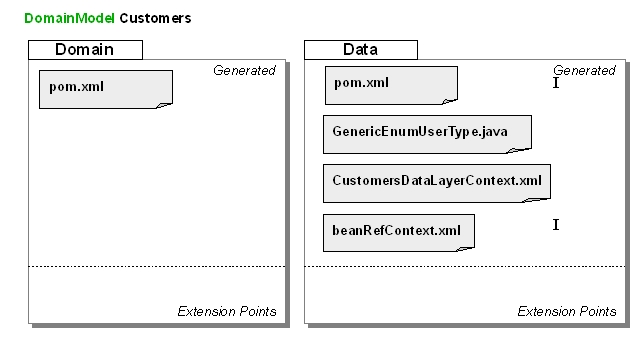 DomainModel Customers
Domain
Generated
pom.xml
Extension Points
Data
Generated
pom.xml
GenericEnumUserType.java
CustomersDataLayerContext.xml
beanRefContext.xml
Extension Points